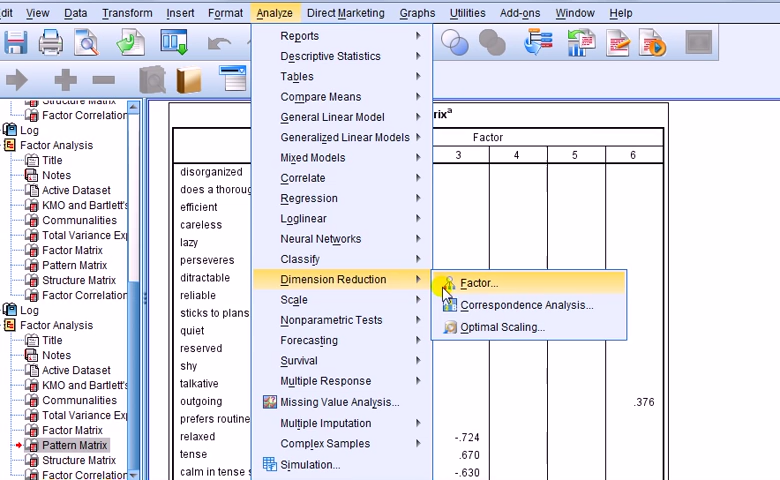 dit View Data Transform Insert Format Analyze Direct Marketing Graphs Utilities Add-ons Window Help
Structure Matrix
Factor Correlation
Log
Factor Analysis
Title
Notes
Active Dataset
KMO and Bartlett's
Communalities
Total Variance Exp
Factor Matrix
Pattern Matrix
Structure Matrix
Factor Correlation
Log
Factor Analysis
Title
Notes
Active Dataset
KMO and Bartlett's
Communalities
Total Variance Exp
Factor Matrix
Pattern Matrix
Structure Matrix
Factor Correlation
Reports
Descriptive Statistics
Tables
Compare Means
General Linear Model
Generalized Linear Models
Mixed Models
Correlate
Regression
Loglinear
Neural Networks
Classify
Dimension Reduction
Scale
Nonparametric Tests
Forecasting
Survival
Multiple Response
Missing Value Analysis...
Multiple Imputation
Complex Samples
Simulation...
Factor...
Correspondence Analysis...
Optimal Scaling...
rixa
Factor
3 4 5 6
disorganized
does a thoroug
efficient
careless
lazy
perseveres
ditractable
reliable
sticks to plans
quiet
reserved
shy
talkative
outgoing .376
prefers routine
relaxed -.724
tense .670
calm in tense s -.630